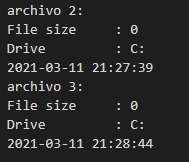 archivo 2:
File size     : 0
Drive         : C:
2021-03-11 21:27:39
archivo 3:
File size     : 0
Drive         : C:
2021-03-11 21:28:44